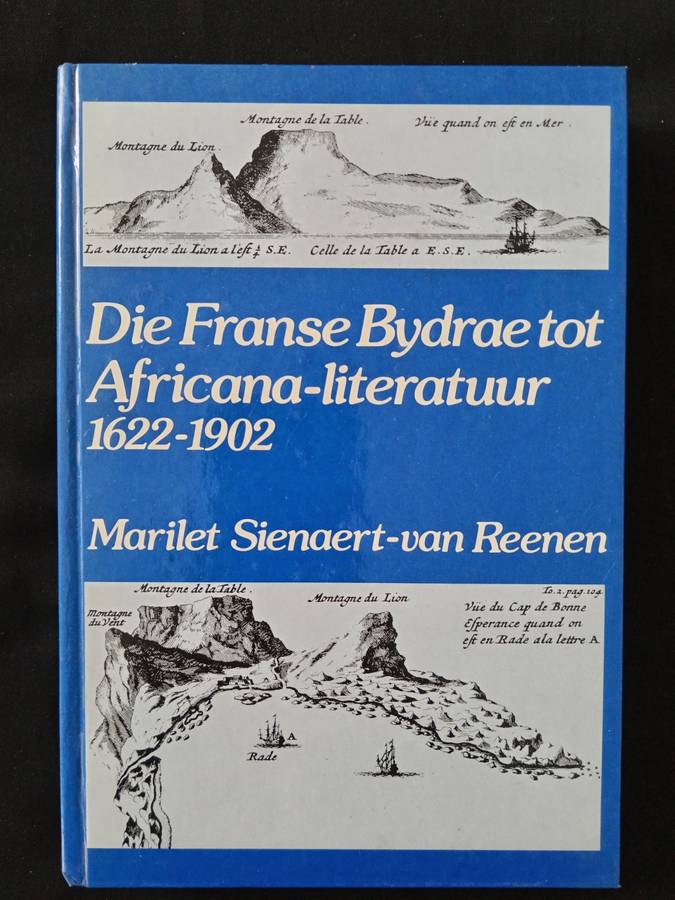 Montagne de la Table.
Vüe quand on est en Mer.
Montagne du Lion.
La Montagne du Lion a l'est 1/4 S.E. Celle de la Table a E.S.E.
Die Franse Bydrae tot
Africana-literatuur
1622-1902
Marilet Sienaert-van Reenen
Montagne de la Table.
To. 2. pag. 104
Montagne du Lion
Montagne
du Vent
Vüe du Cap de Bonne
Esperance quand on
est en Rade a la lettre A
A
Rade